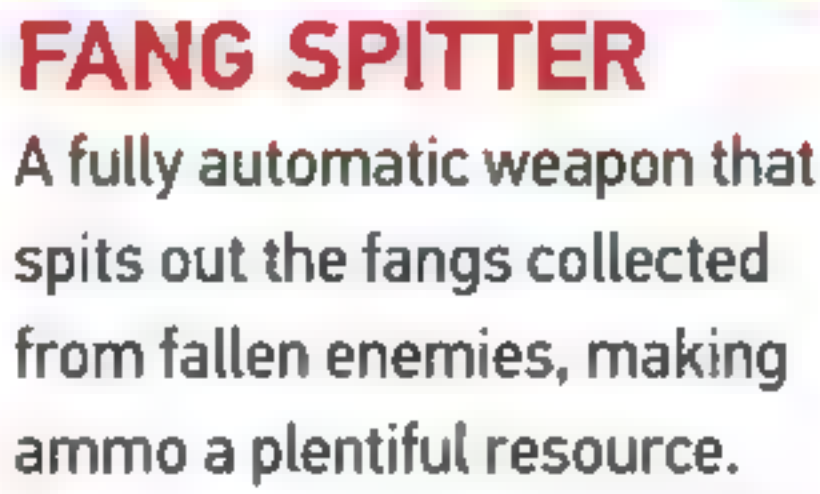 FANG SPITTER
A fully automatic weapon that
spits out the fangs collected
from fallen enemies, making
ammo a plentiful resource.